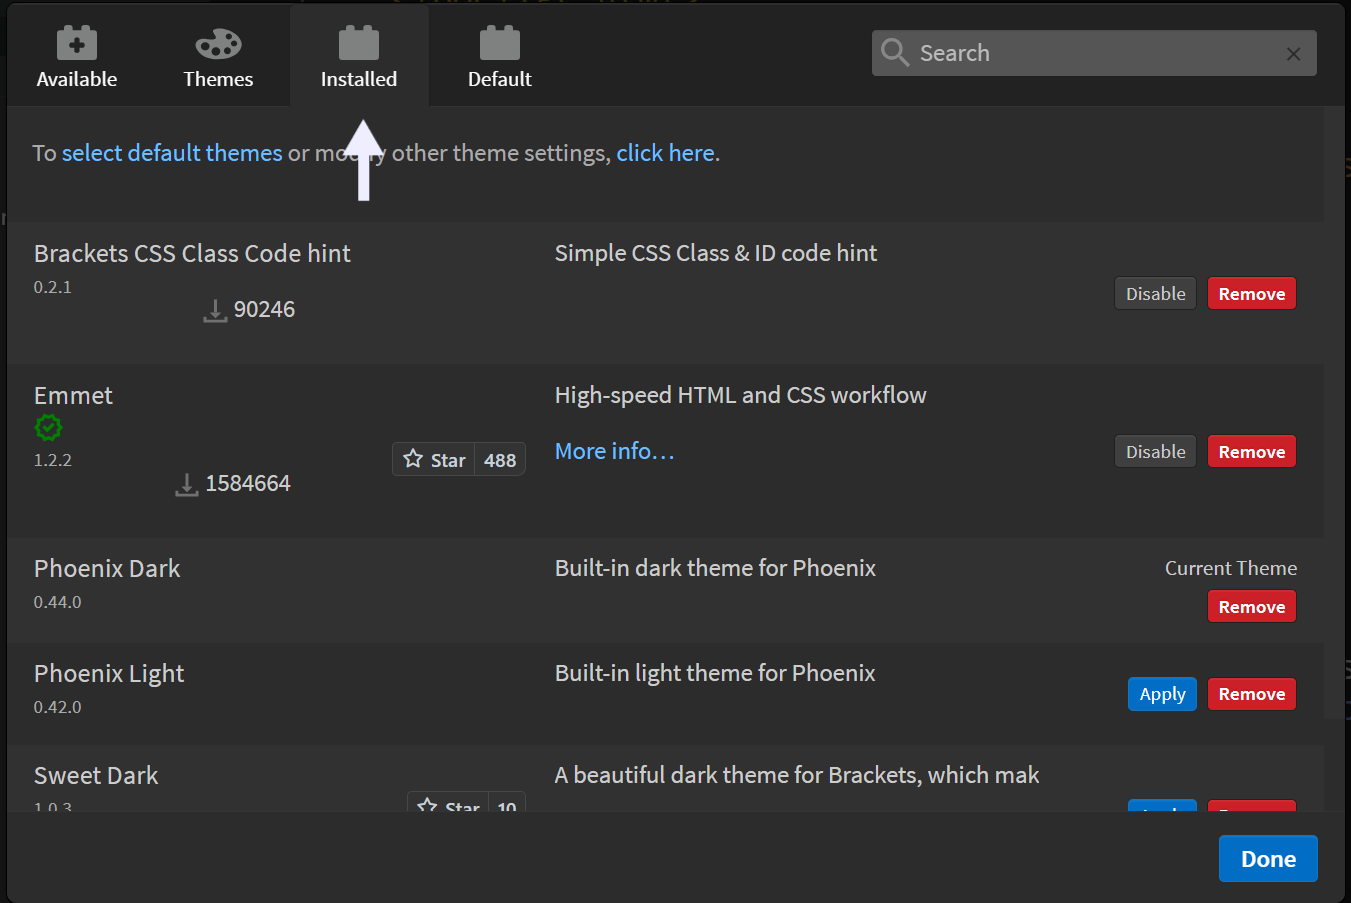 Available
Themes
Installed
Default
Search
To select default themes or modify other theme settings, click here.
Brackets CSS Class Code hint
Simple CSS Class & ID code hint
0.2.1
90246
Disable
Remove
Emmet
High-speed HTML and CSS workflow
More info…
1.2.2
Star 488
1584664
Disable
Remove
Phoenix Dark
Built-in dark theme for Phoenix
Current Theme
0.44.0
Remove
Phoenix Light
Built-in light theme for Phoenix
0.42.0
Apply
Remove
Sweet Dark
A beautiful dark theme for Brackets, which mak
1.0.3
Star 10
Done